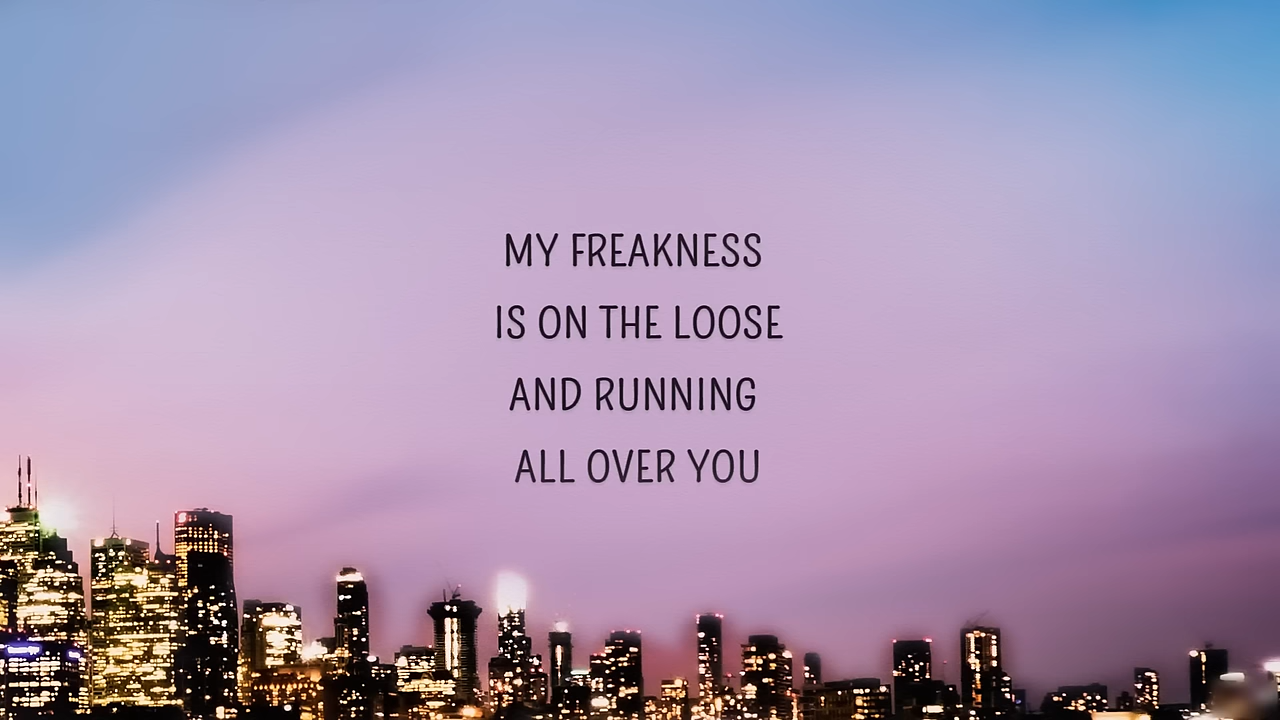 MY FREAKNESS
IS ON THE LOOSE
AND RUNNING
ALL OVER YOU